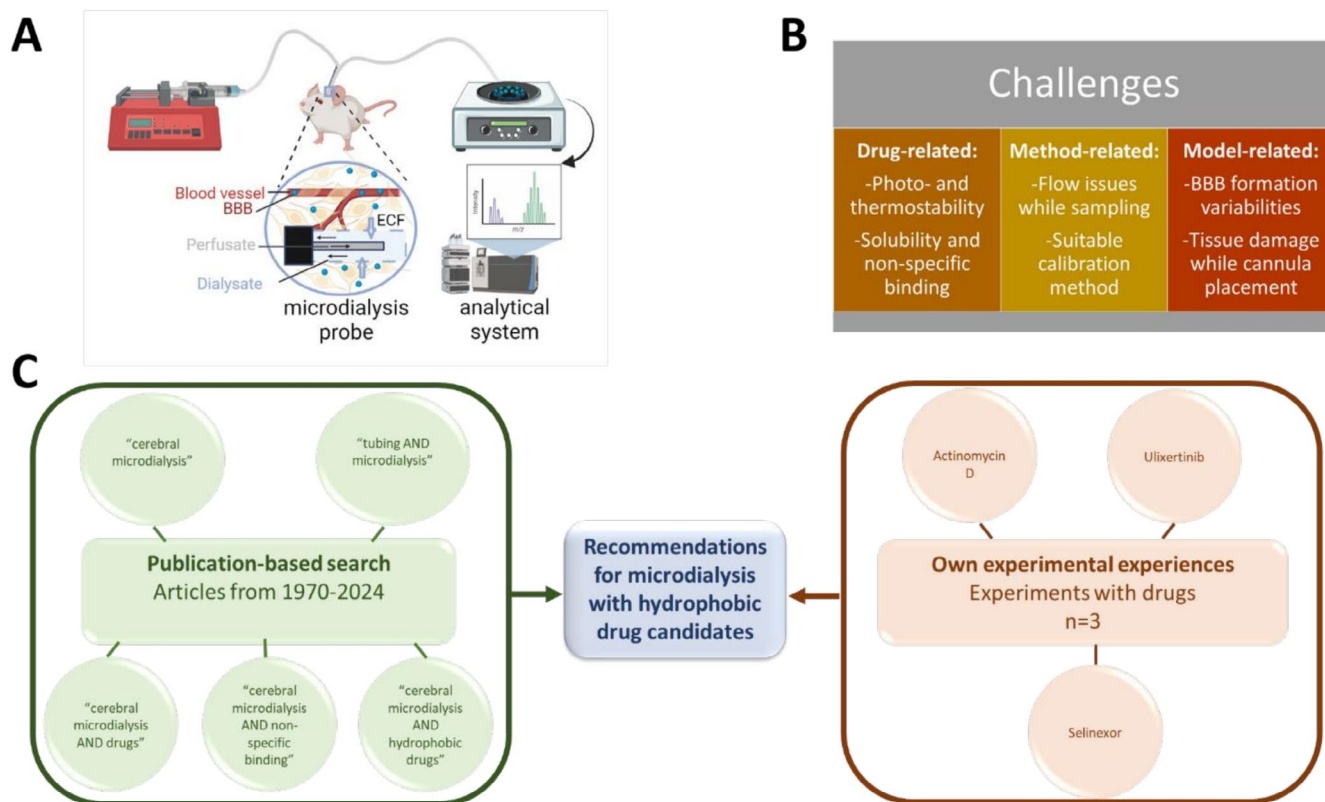 A
Blood vessel
BBB
ECF
Perfusate
Dialysate
microdialysis
probe
Intensity
m/z
analytical
system
B
Challenges
Drug-related:
-Photo- and
thermostability
-Solubility and
non-specific
binding
Method-related:
-Flow issues
while sampling
-Suitable
calibration
method
Model-related:
-BBB formation
variabilities
-Tissue damage
while cannula
placement
C
“cerebral
microdialysis”
“tubing AND
microdialysis”
Publication-based search
Articles from 1970-2024
“cerebral
microdialysis
AND drugs”
“cerebral
microdialysis
AND non-
specific
binding”
“cerebral
microdialysis
AND
hydrophobic
drugs”
Recommendations
for microdialysis
with hydrophobic
drug candidates
Actinomycin
D
Ulixertinib
Own experimental experiences
Experiments with drugs
n=3
Selinexor